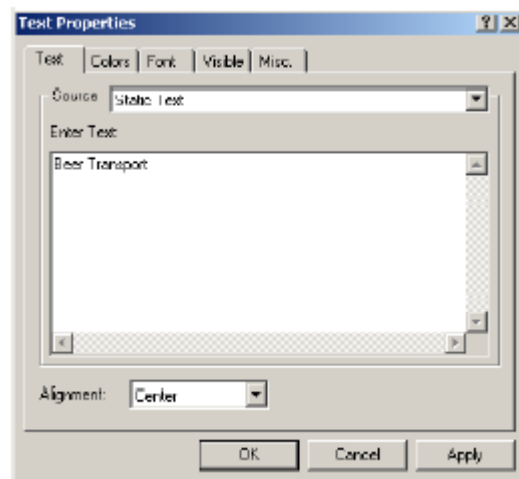 Text Properties
Text Colors Font Visible Misc.
Source Static Text
Enter Text:
Beer Transport
Alignment: Center
OK Cancel Apply